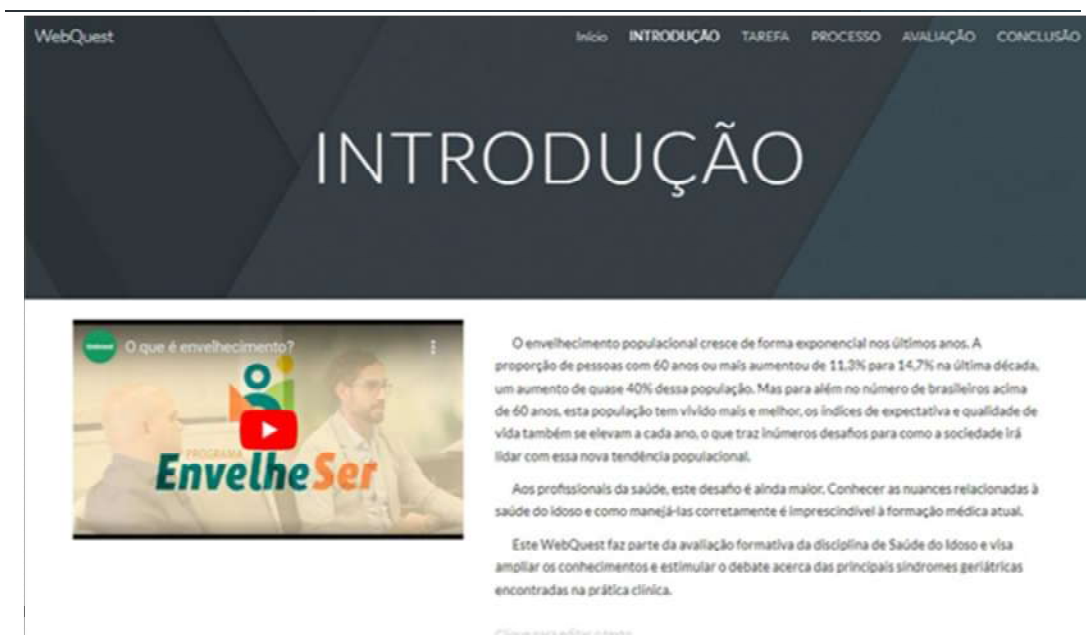 WebQuest
Início INTRODUÇÃO TAREFA PROCESSO AVALIAÇÃO CONCLUSÃO
INTRODUÇÃO
O que é envelhecimento?
PROGRAMA
EnvelheSer
O envelhecimento populacional cresce de forma exponencial nos últimos anos. A
proporção de pessoas com 60 anos ou mais aumentou de 11,3% para 14,7% na última década,
um aumento de quase 40% dessa população. Mas para além no número de brasileiros acima
de 60 anos, esta população tem vivido mais e melhor, os índices de expectativa e qualidade de
vida também se elevam a cada ano, o que traz inúmeros desafios para como a sociedade irá
lidar com essa nova tendência populacional.
Aos profissionais da saúde, este desafio é ainda maior. Conhecer as nuances relacionadas à
saúde do idoso e como manejá-las corretamente é imprescindível à formação médica atual.
Este WebQuest faz parte da avaliação formativa da disciplina de Saúde do Idoso e visa
ampliar os conhecimentos e estimular o debate acerca das principais síndromes geriátricas
encontradas na prática clínica.